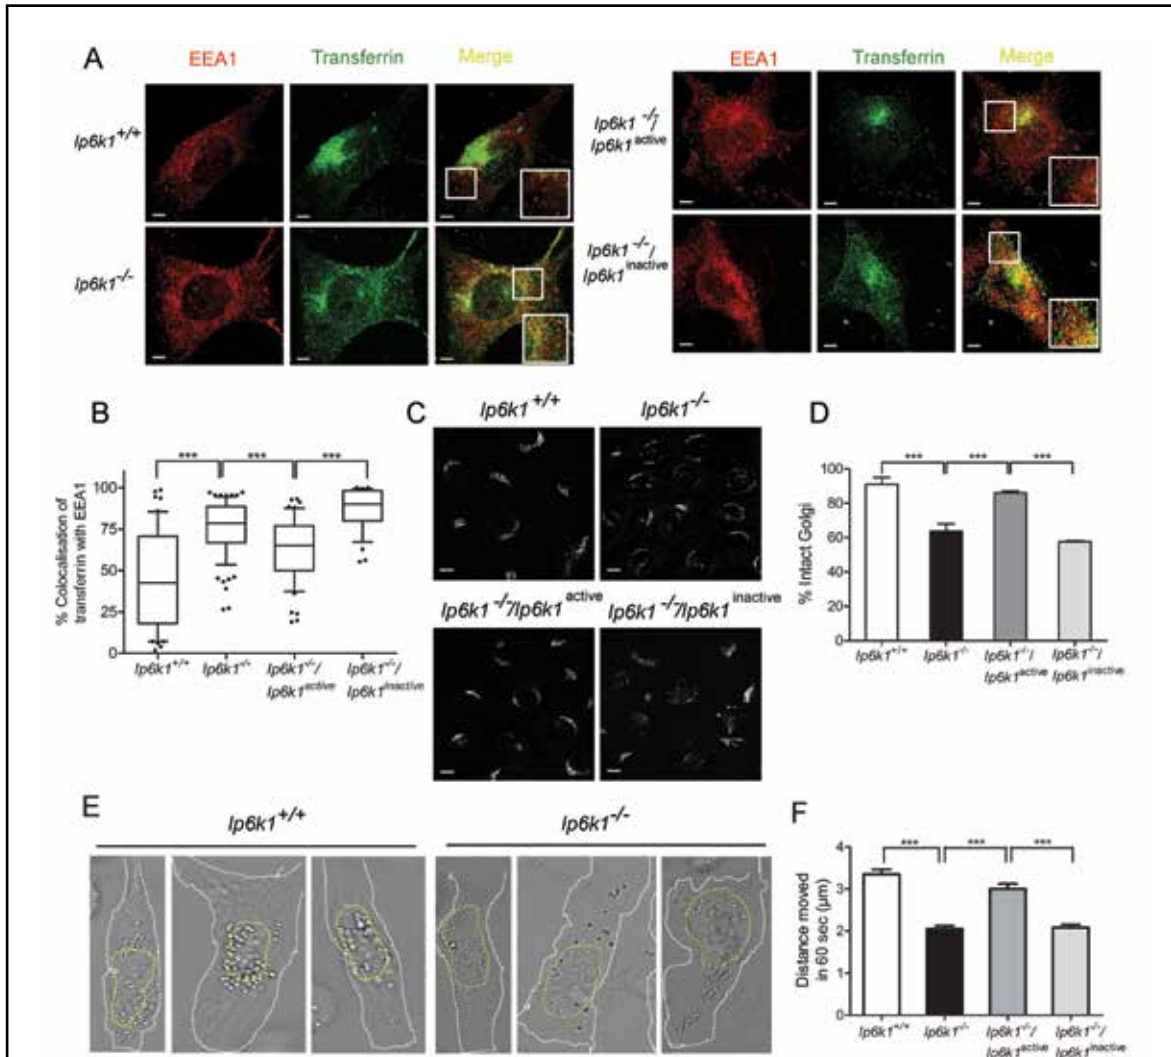 A
EEA1 Transferrin Merge
Ip6k1+/+
Ip6k1-/-
EEA1 Transferrin Merge
Ip6k1-/-/
Ip6k1active
Ip6k1-/-/
Ip6k1inactive
B
% Colocalisation of
transferrin with EEA1
100
75
50
25
0
***
***
***
Ip6k1+/+
Ip6k1-/-
Ip6k1-/-/
Ip6k1active
Ip6k1-/-/
Ip6k1inactive
C
Ip6k1+/+
Ip6k1-/-
Ip6k1-/-/Ip6k1active
Ip6k1-/-/Ip6k1inactive
D
% Intact Golgi
100
80
60
40
20
0
***
***
***
Ip6k1+/+
Ip6k1-/-
Ip6k1-/-/
Ip6k1active
Ip6k1-/-/
Ip6k1inactive
E
Ip6k1+/+
Ip6k1-/-
F
Distance moved
in 60 sec (µm)
4
3
2
1
0
***
***
***
Ip6k1+/+
Ip6k1-/-
Ip6k1-/-/
Ip6k1active
Ip6k1-/-/
Ip6k1inactive